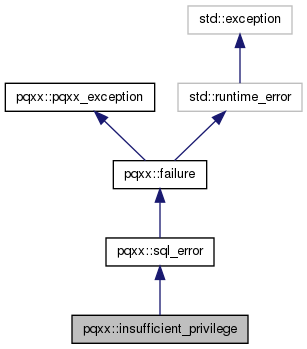 std::exception
pqxx::pqxx_exception
std::runtime_error
pqxx::failure
pqxx::sql_error
pqxx::insufficient_privilege